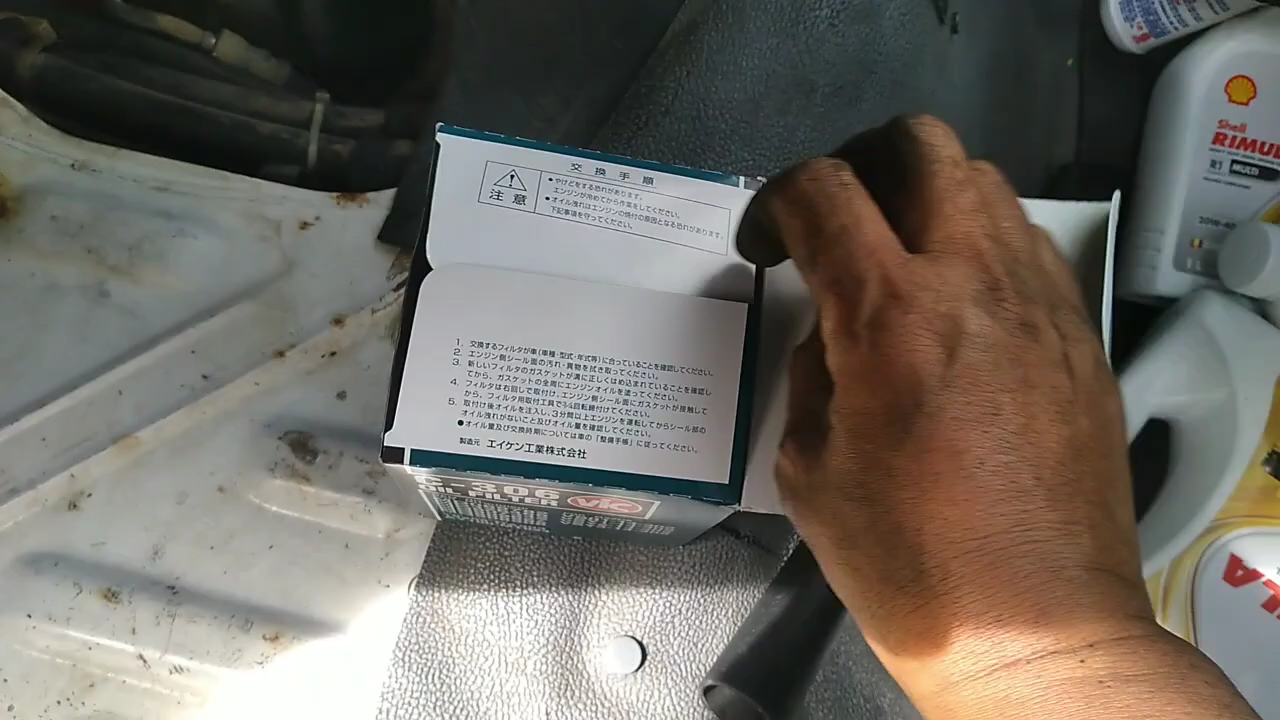 交換手順
注意
●やけどをする恐れがあります。
エンジンが冷めてから作業をしてください。
●オイル洩れはエンジンの焼付の原因となる恐れがあります。
下記事項を守ってください。
1. 交換するフィルタが車(車種・型式・年式等)に合っていることを確認してください。
2. エンジン側シール面の汚れ・異物を拭き取ってください。
3. 新しいフィルタのガスケットが溝に正しくはめ込まれていることを確認し
てから、ガスケットの全周にエンジンオイルを塗ってください。
4. フィルタは右回しで取付け、エンジン側シール面にガスケットが接触して
から、フィルタ用取付工具で回転締付けてください。
5. 取付け後オイルを注入し、3分間以上エンジンを運転してからシール部の
オイル洩れがないこと及びオイル量を確認してください。
●オイル量及び交換時期については車の「整備手帳」に従ってください。
製造元 エイケン工業株式会社
C-306
OIL FILTER
VIC
Shell
RIMUL
R3 MULTI
20W-40
LA